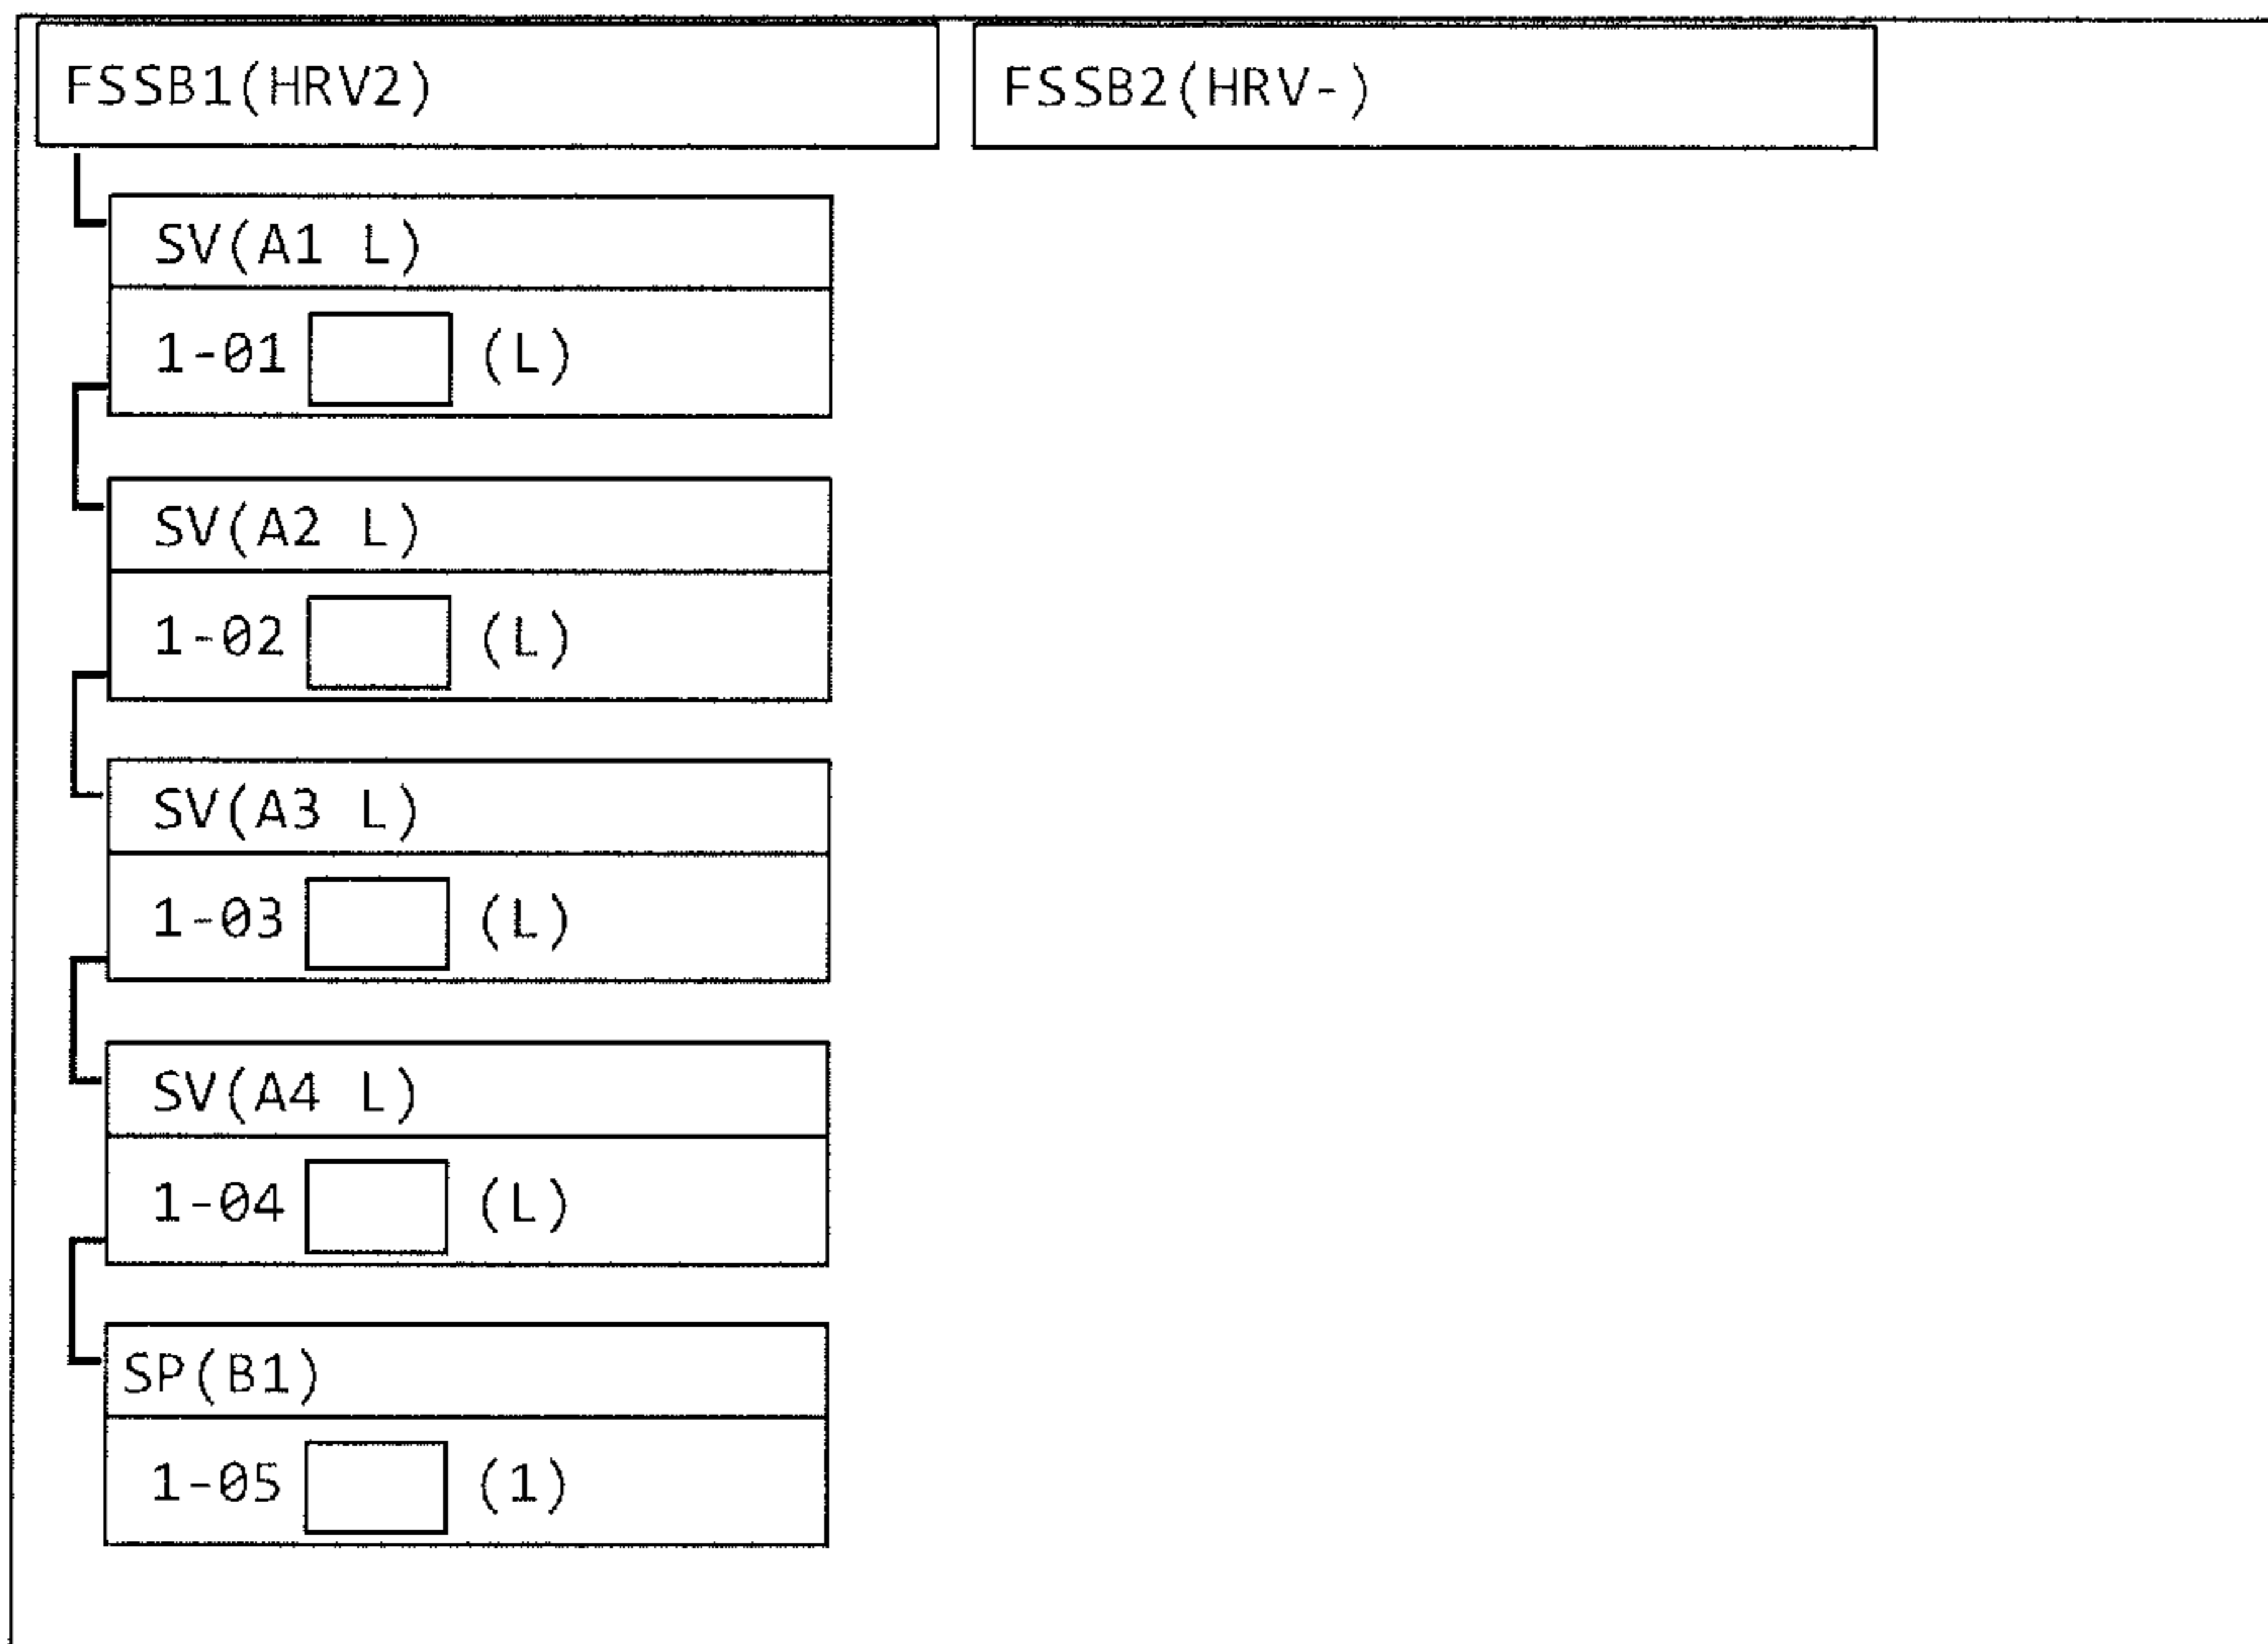 FSSB1(HRV2)
FSSB2(HRV-)
SV(A1 L)
1-01 (L)
SV(A2 L)
1-02 (L)
SV(A3 L)
1-03 (L)
SV(A4 L)
1-04 (L)
SP(B1)
1-05 (1)